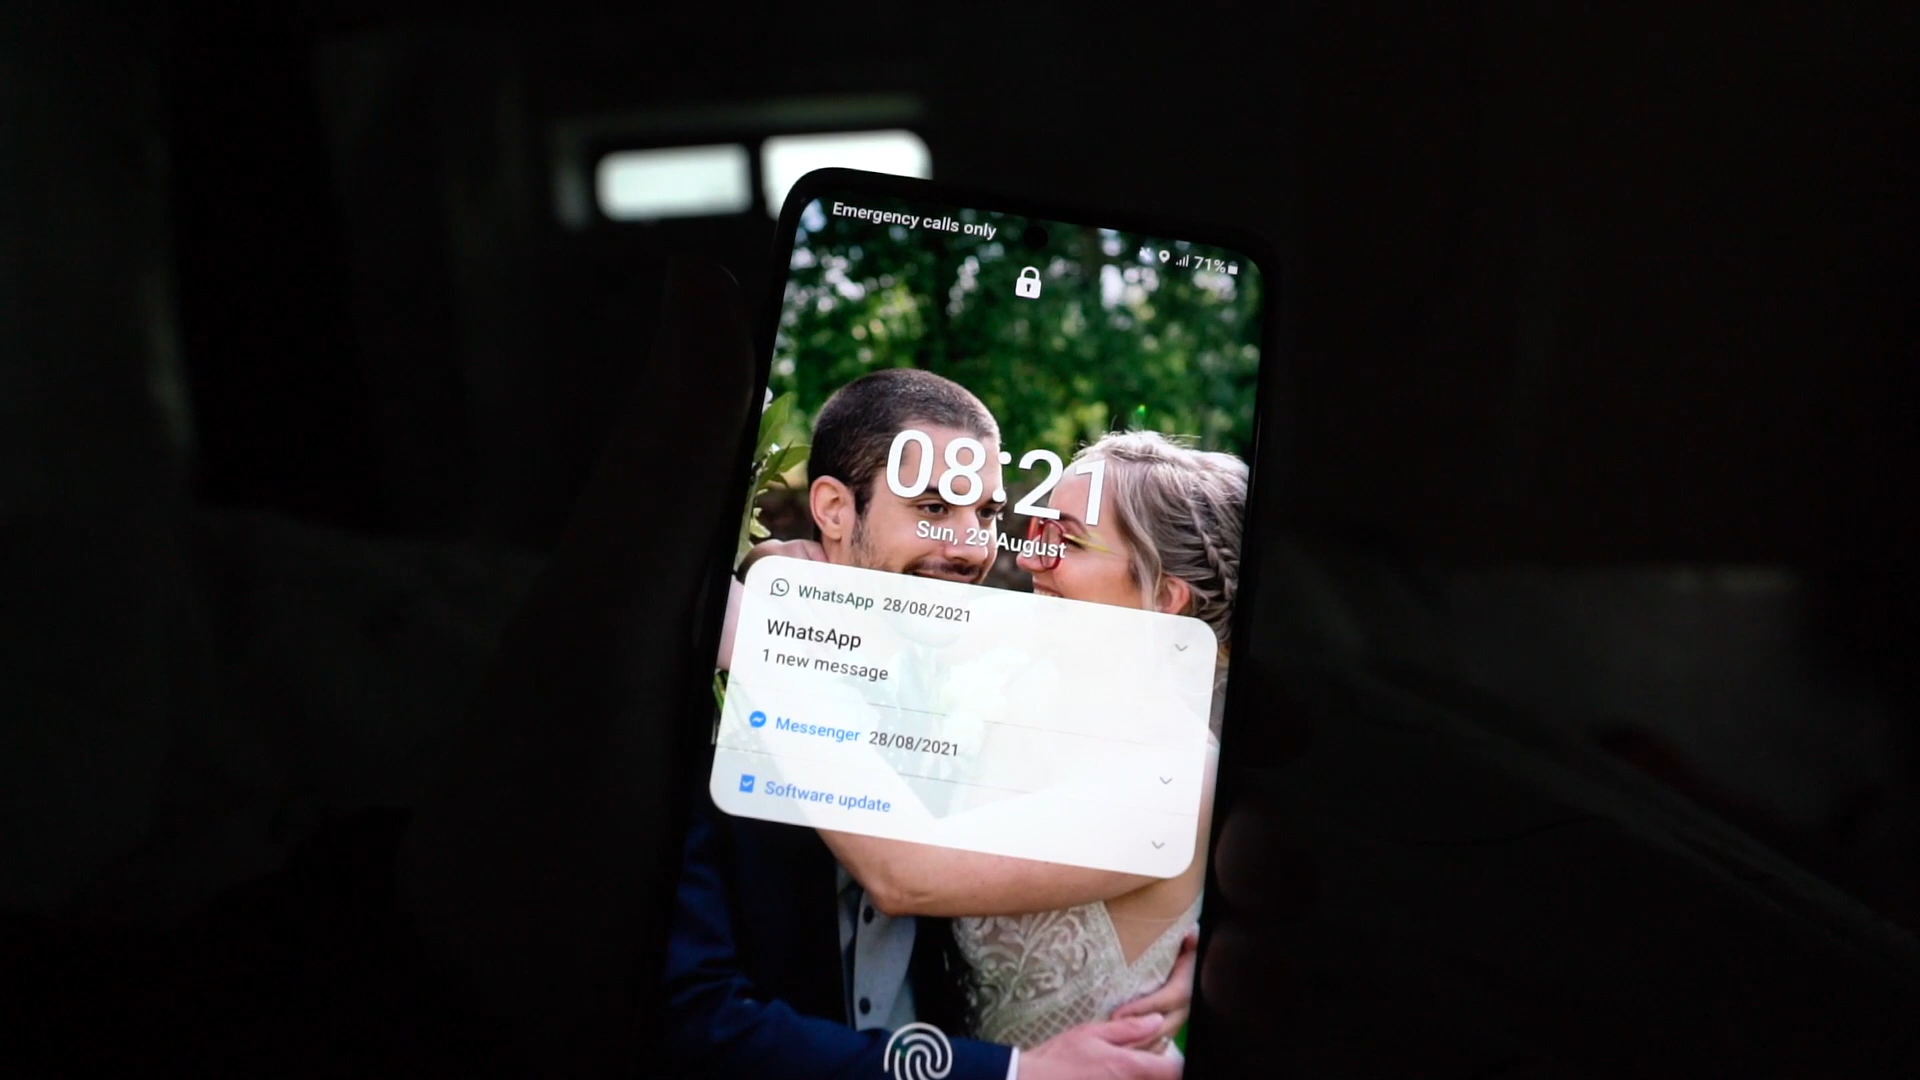 Emergency calls only
71%
08:21
Sun, 29 August
WhatsApp 28/08/2021
WhatsApp
1 new message
Messenger 28/08/2021
Software update